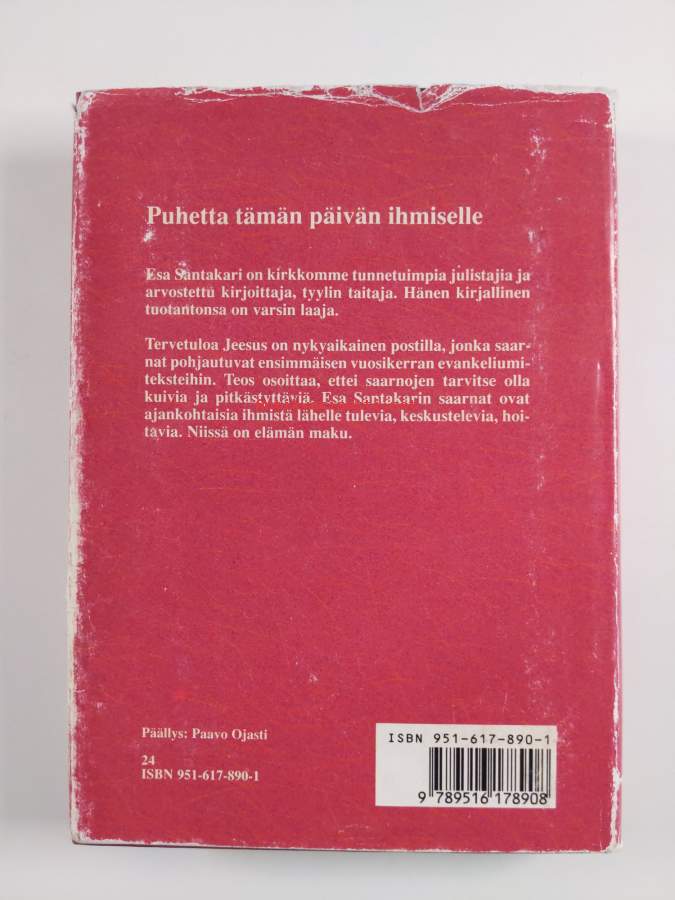 Puhetta tämän päivän ihmiselle
Esa Santakari on kirkkomme tunnetuimpia julistajia ja
arvostettu kirjoittaja, tyylin taitaja. Hänen kirjallinen
tuotantonsa on varsin laaja.
Tervetuloa Jeesus on nykyaikainen postilla, jonka saar-
nat pohjautuvat ensimmäisen vuosikerran evankeliumi-
teksteihin. Teos osoittaa, ettei saarnojen tarvitse olla
kuivia ja pitkästyttäviä. Esa Santakarin saarnat ovat
ajankohtaisia ihmistä lähelle tulevia, keskustelevia, hoi-
tavia. Niissä on elämän maku.
Päällys: Paavo Ojasti
24
ISBN 951-617-890-1
ISBN 951-617-890-1
9 789516 178908